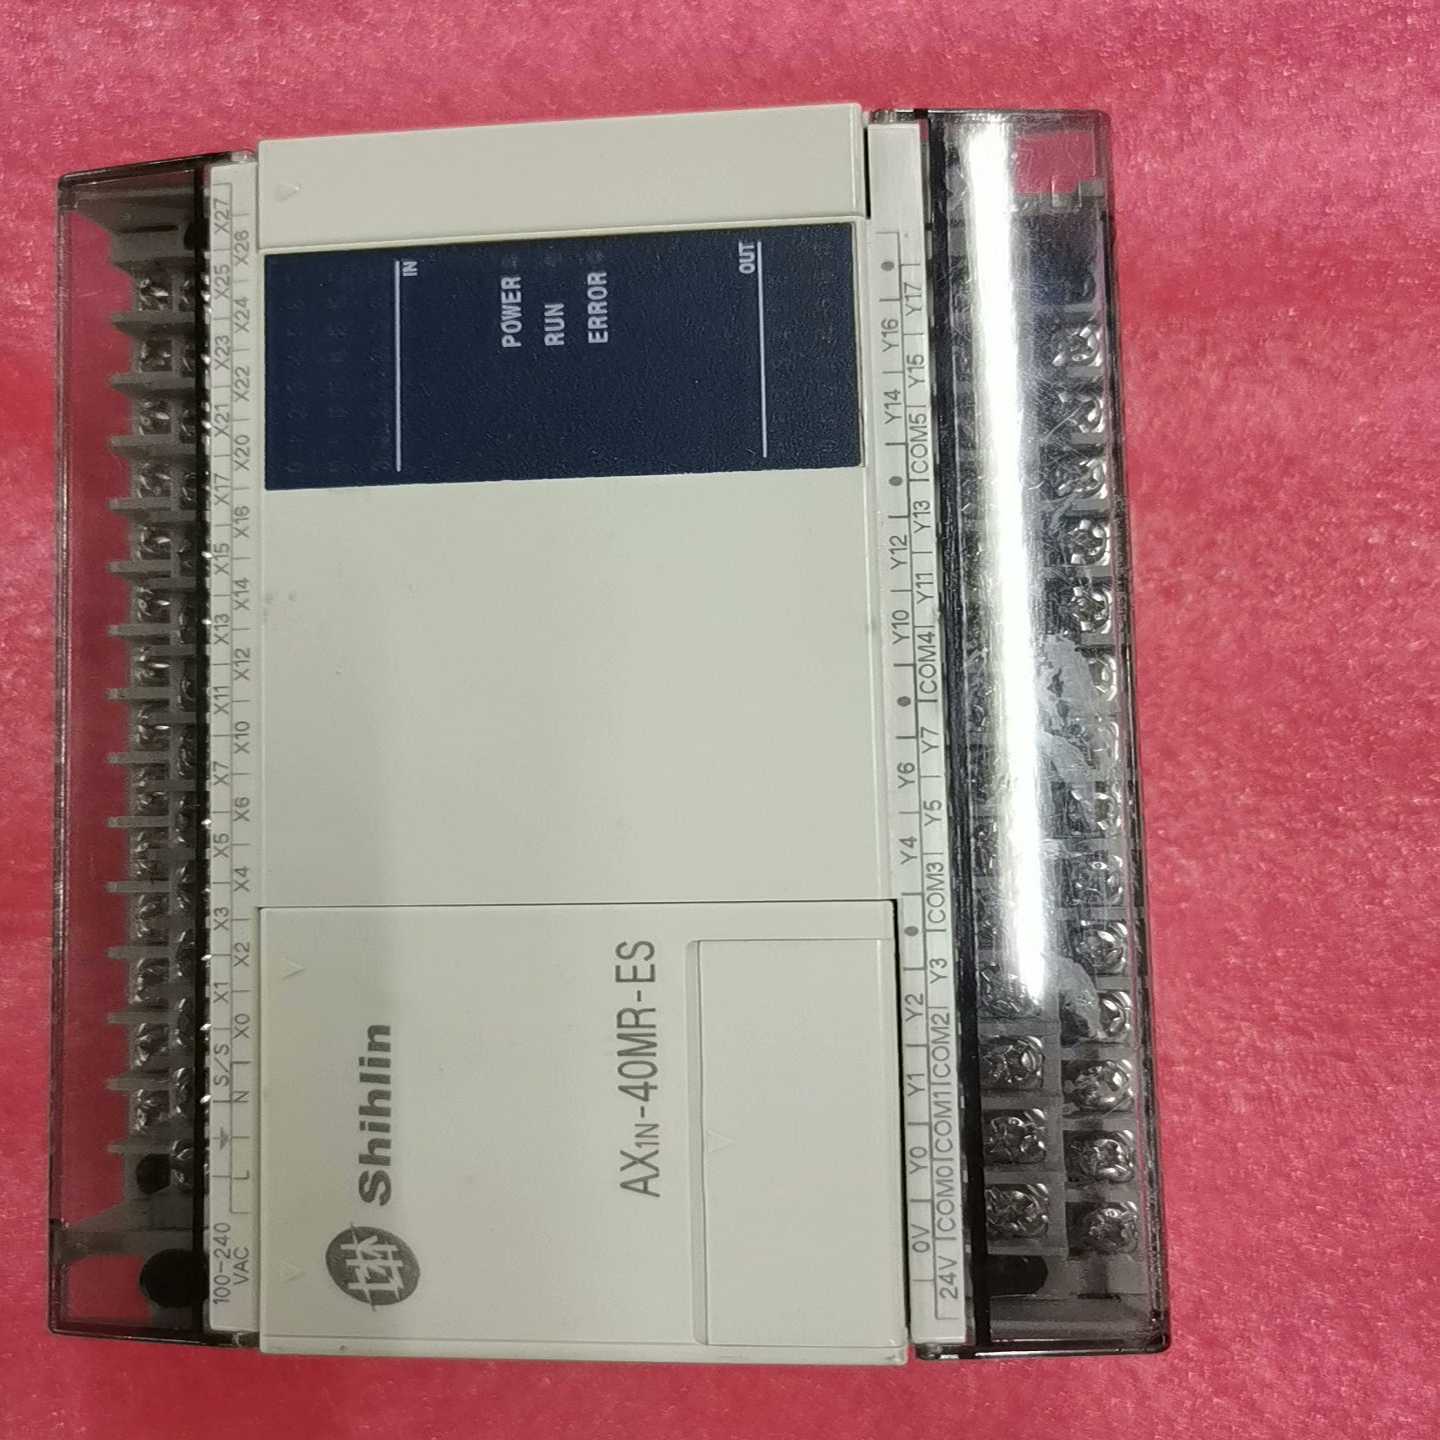 100-240 ⏚ S/S X1 X3 X5 X7 X11 X13 X15 X17 X21 X23 X25 X27
VAC L N X0 X2 X4 X6 X10 X12 X14 X16 X20 X22 X24 X26
士林 Shihlin
AX1N-40MR-ES
IN
POWER
RUN
ERROR
OUT
0V Y0 Y1 Y2 • Y4 Y6 • Y10 Y12 • Y14 Y16 •
24V COM0 COM1 COM2 Y3 COM3 Y5 Y7 COM4 Y11 Y13 COM5 Y15 Y17